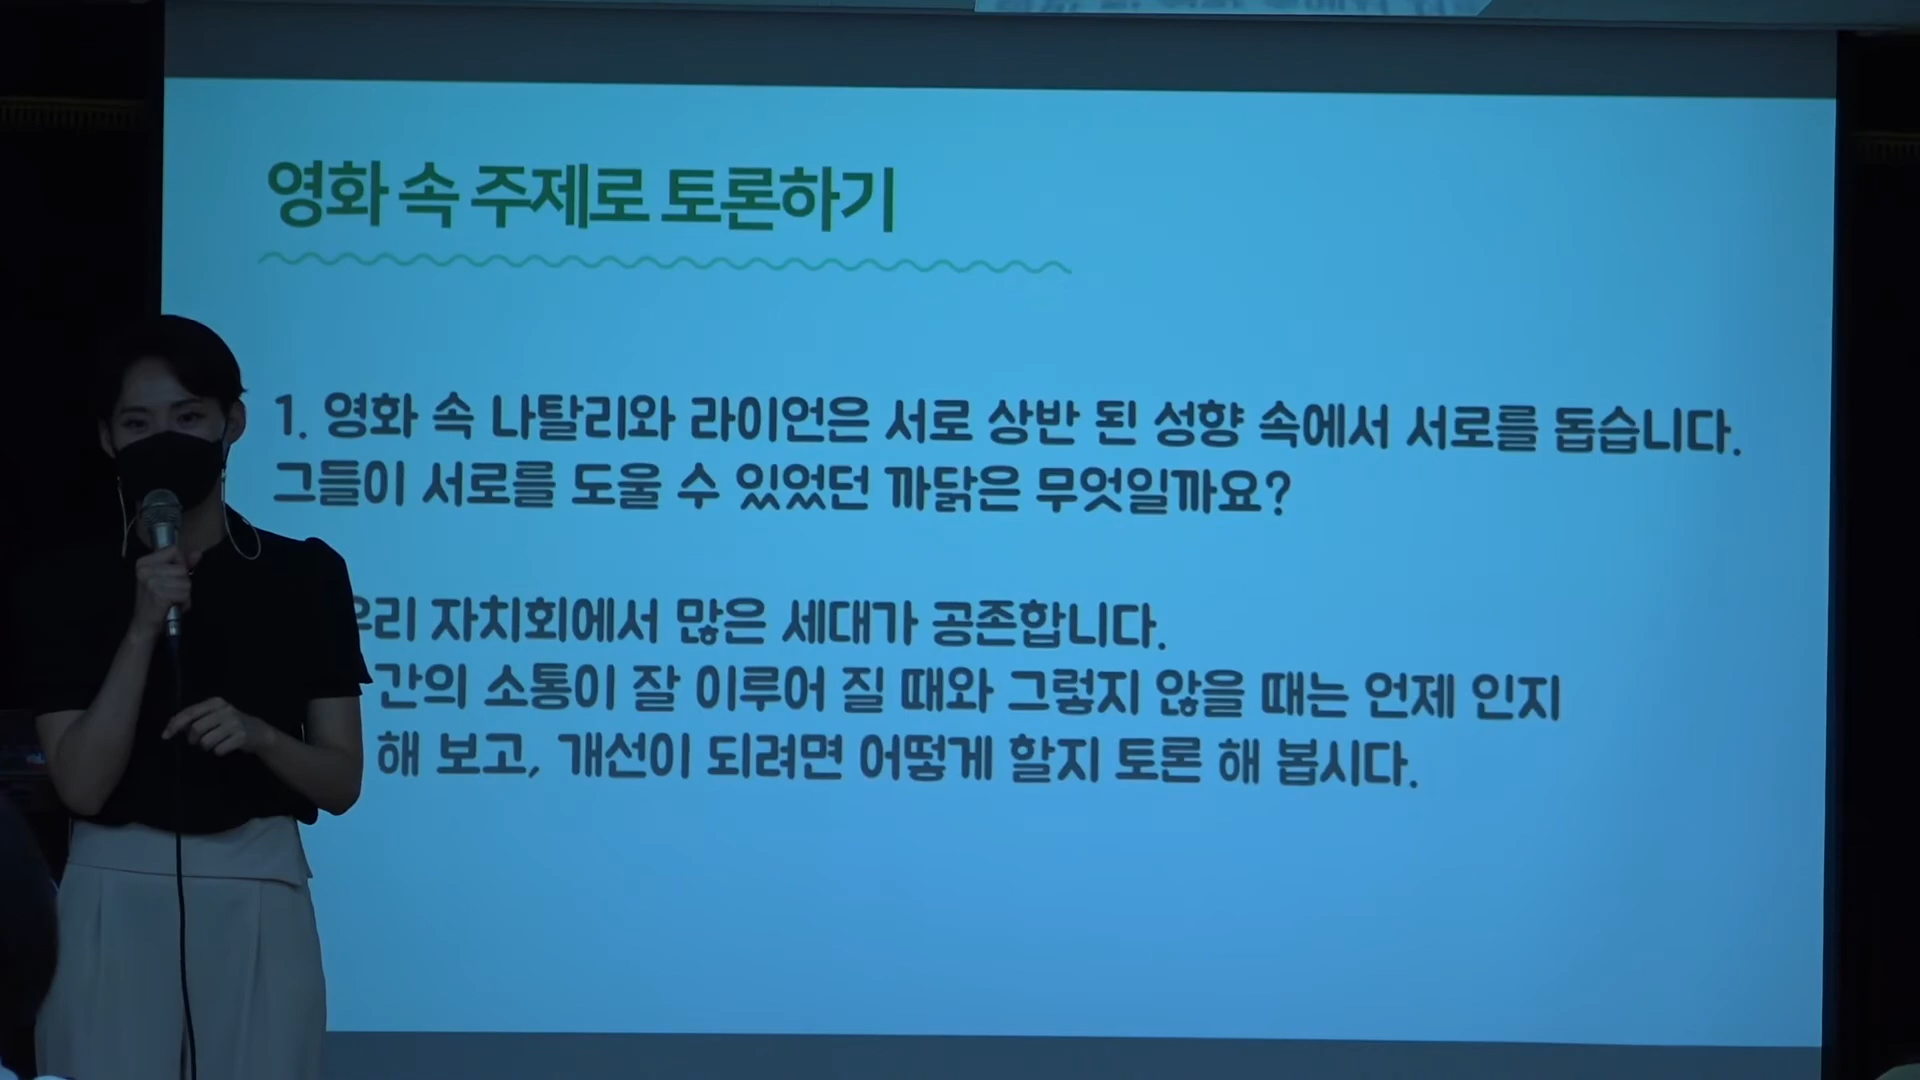 영화 속 주제로 토론하기
1. 영화 속 나탈리와 라이언은 서로 상반 된 성향 속에서 서로를 돕습니다.
그들이 서로를 도울 수 있었던 까닭은 무엇일까요?
우리 자치회에서 많은 세대가 공존합니다.
간의 소통이 잘 이루어 질 때와 그렇지 않을 때는 언제 인지
해 보고, 개선이 되려면 어떻게 할지 토론 해 봅시다.